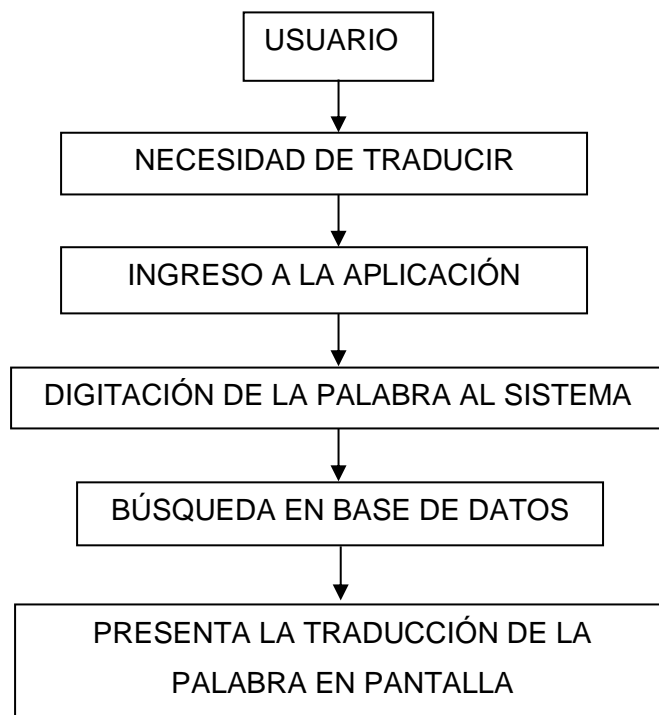 USUARIO
NECESIDAD DE TRADUCIR
INGRESO A LA APLICACIÓN
DIGITACIÓN DE LA PALABRA AL SISTEMA
BÚSQUEDA EN BASE DE DATOS
PRESENTA LA TRADUCCIÓN DE LA
PALABRA EN PANTALLA